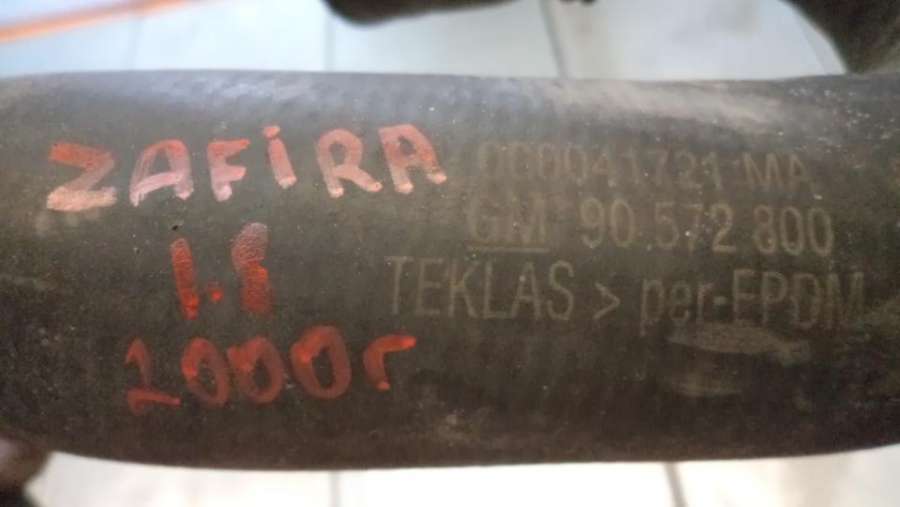 ZAFiRA
1.8
2000г
000041721 MA
GM 90.572 800
TEKLAS > per-EPDM